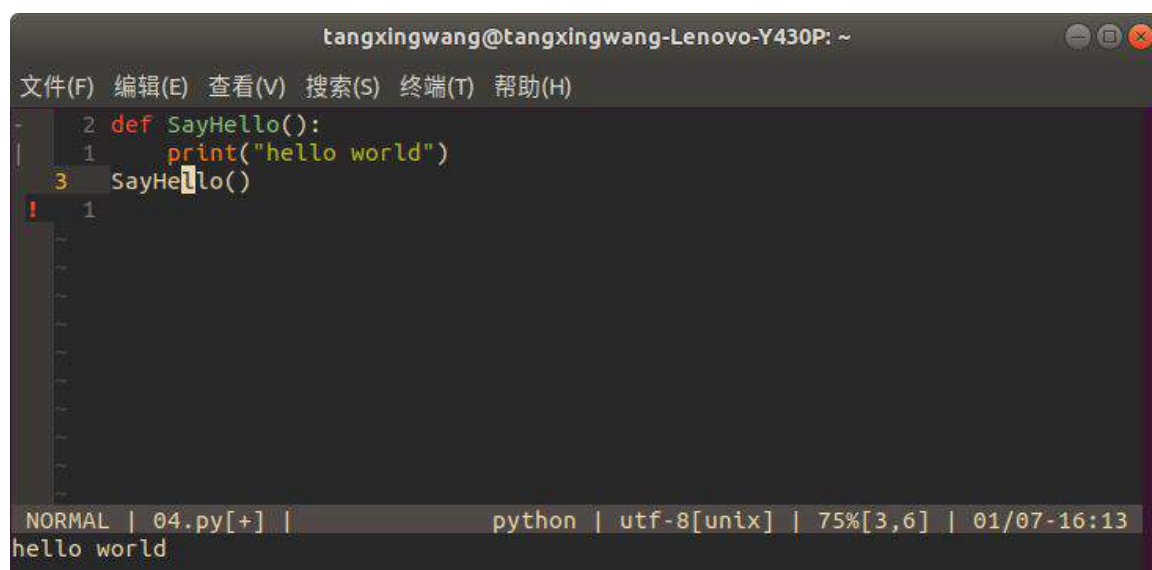 tangxingwang@tangxingwang-Lenovo-Y430P: ~
文件(F) 编辑(E) 查看(V) 搜索(S) 终端(T) 帮助(H)
- 2 def SayHello():
| 1     print("hello world")
3 SayHello()
! 1
~
~
~
~
~
~
~
~
~
~
NORMAL | 04.py[+] | python | utf-8[unix] | 75%[3,6] | 01/07-16:13
hello world